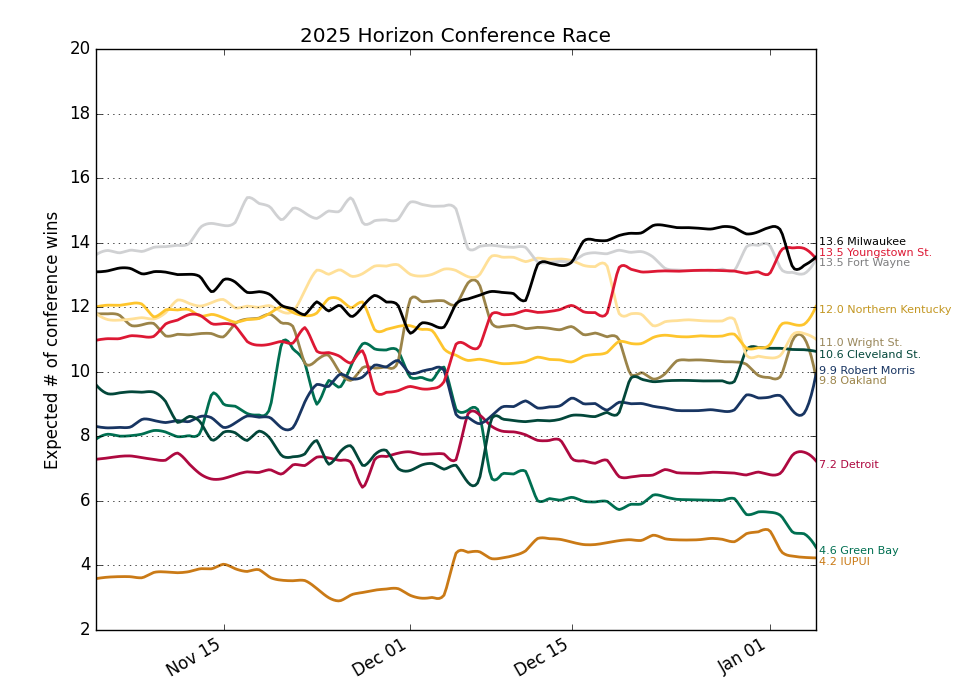 2025 Horizon Conference Race
Expected # of conference wins
20
18
16
14
12
10
8
6
4
2
13.6 Milwaukee
13.5 Youngstown St.
13.5 Fort Wayne
12.0 Northern Kentucky
11.0 Wright St.
10.6 Cleveland St.
9.9 Robert Morris
9.8 Oakland
7.2 Detroit
4.6 Green Bay
4.2 IUPUI
Nov 15
Dec 01
Dec 15
Jan 01